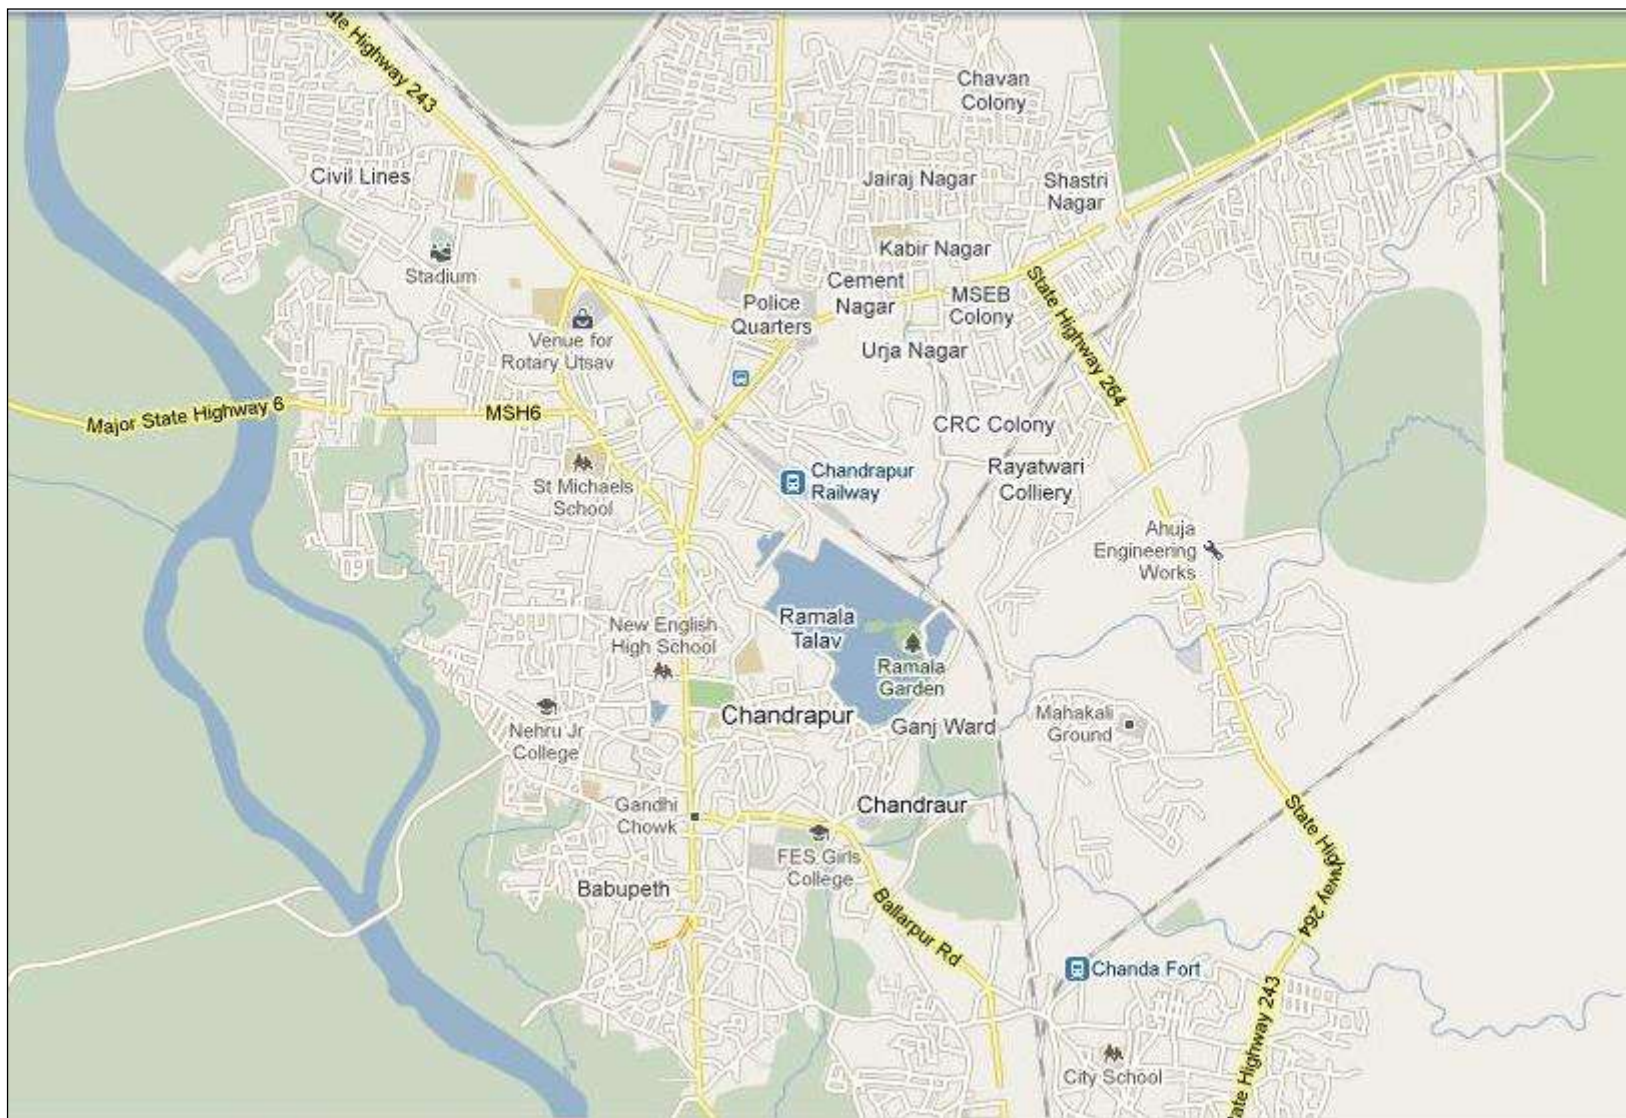 ate Highway 243
Chavan
Colony
Civil Lines
Jairaj Nagar
Shastri
Nagar
Stadium
Kabir Nagar
Cement
Nagar
MSEB
Colony
State Highway 264
Police
Quarters
Venue for
Rotary Utsav
Urja Nagar
Major State Highway 6
MSH6
CRC Colony
Chandrapur
Railway
Rayatwari
Colliery
St Michaels
School
Ahuja
Engineering
Works
Ramala
Talav
New English
High School
Ramala
Garden
Chandrapur
Ganj Ward
Mahakali
Ground
Nehru Jr
College
Gandhi
Chowk
Chandraur
State Highway 264
FES Girls
College
Babupeth
Ballarpur Rd
Chanda Fort
City School
ate Highway 243